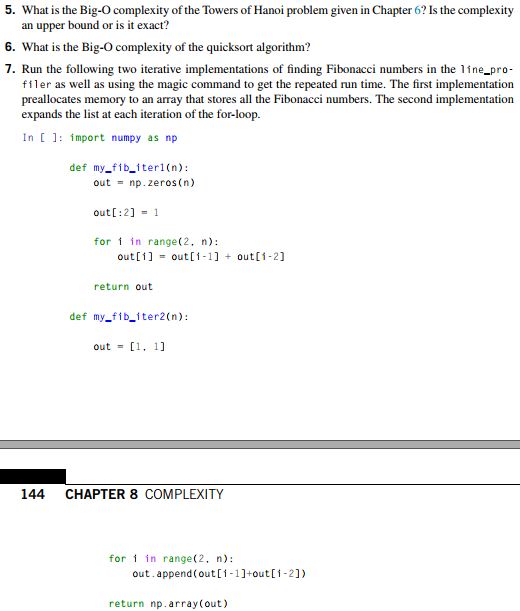 5. What is the Big-O complexity of the Towers of Hanoi problem given in Chapter 6? Is the complexity
an upper bound or is it exact?
6. What is the Big-O complexity of the quicksort algorithm?
7. Run the following two iterative implementations of finding Fibonacci numbers in the line_pro-
filer as well as using the magic command to get the repeated run time. The first implementation
preallocates memory to an array that stores all the Fibonacci numbers. The second implementation
expands the list at each iteration of the for-loop.
In [ ]: import numpy as np
def my_fib_iter1(n):
out = np.zeros(n)
out[:2] = 1
for i in range(2, n):
out[i] = out[i-1] + out[i-2]
return out
def my_fib_iter2(n):
out = [1, 1]
144 CHAPTER 8 COMPLEXITY
for i in range(2, n):
out.append(out[i-1]+out[i-2])
return np.array(out)